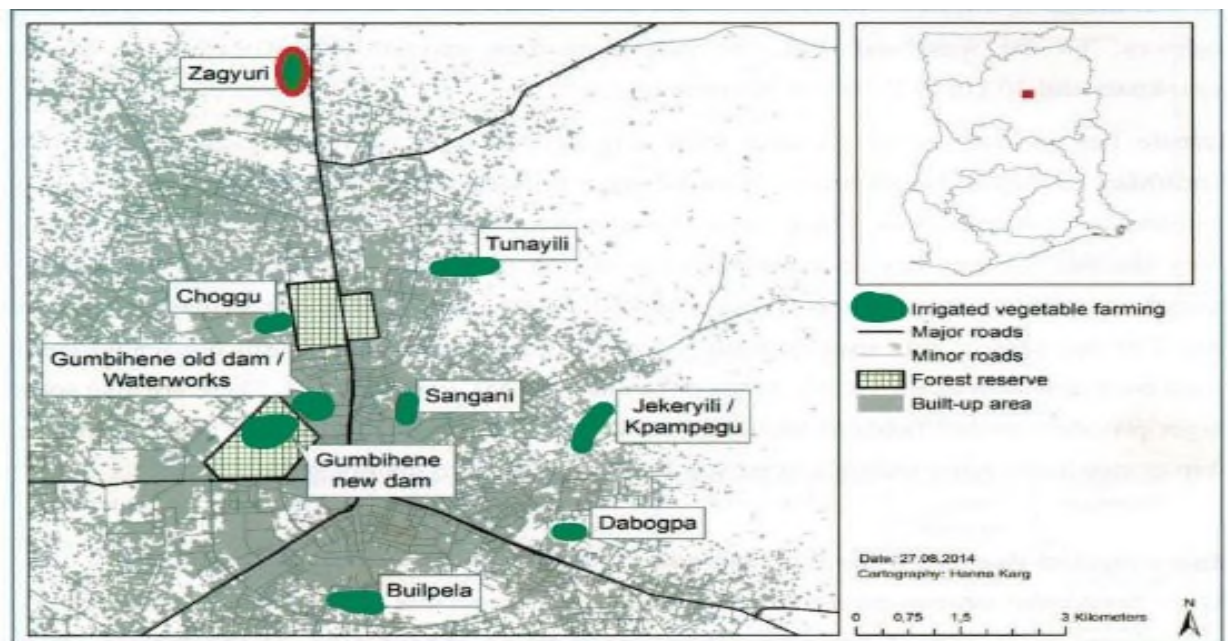 Zagyuri
Tunayili
Choggu
Gumbihene old dam /
Waterworks
Sangani
Jekeryili /
Kpampegu
Gumbihene
new dam
Dabogpa
Builpela
Irrigated vegetable farming
Major roads
Minor roads
Forest reserve
Built-up area
Date: 27.08.2014
Cartography: Hanna Karg
N
0 0,75 1,5 3 Kilometers